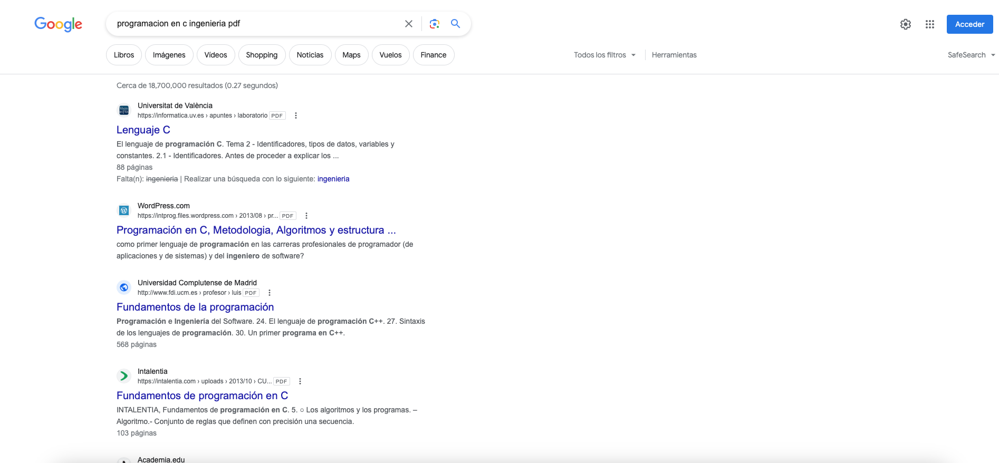 Google
programacion en c ingenieria pdf
Acceder
Libros
Imágenes
Vídeos
Shopping
Noticias
Maps
Vuelos
Finance
Todos los filtros
Herramientas
SafeSearch
Cerca de 18,700,000 resultados (0.27 segundos)
Universitat de València
https://informatica.uv.es › apuntes › laboratorio PDF
Lenguaje C
El lenguaje de programación C. Tema 2 - Identificadores, tipos de datos, variables y
constantes. 2.1 - Identificadores. Antes de proceder a explicar los ...
88 páginas
Falta(n): ingenieria | Realizar una búsqueda con lo siguiente: ingenieria
WordPress.com
https://intprog.files.wordpress.com › 2013/08 › pr... PDF
Programación en C, Metodologia, Algoritmos y estructura ...
como primer lenguaje de programación en las carreras profesionales de programador (de
aplicaciones y de sistemas) y del ingeniero de software?
Universidad Complutense de Madrid
http://www.fdi.ucm.es › profesor › luis PDF
Fundamentos de la programación
Programación e Ingeniería del Software. 24. El lenguaje de programación C++. 27. Sintaxis
de los lenguajes de programación. 30. Un primer programa en C++.
568 páginas
Intalentia
https://intalentia.com › uploads › 2013/10 › CU... PDF
Fundamentos de programación en C
INTALENTIA, Fundamentos de programación en C. 5. ○ Los algoritmos y los programas. –
Algoritmo.- Conjunto de reglas que definen con precisión una secuencia.
103 páginas
Academia.edu